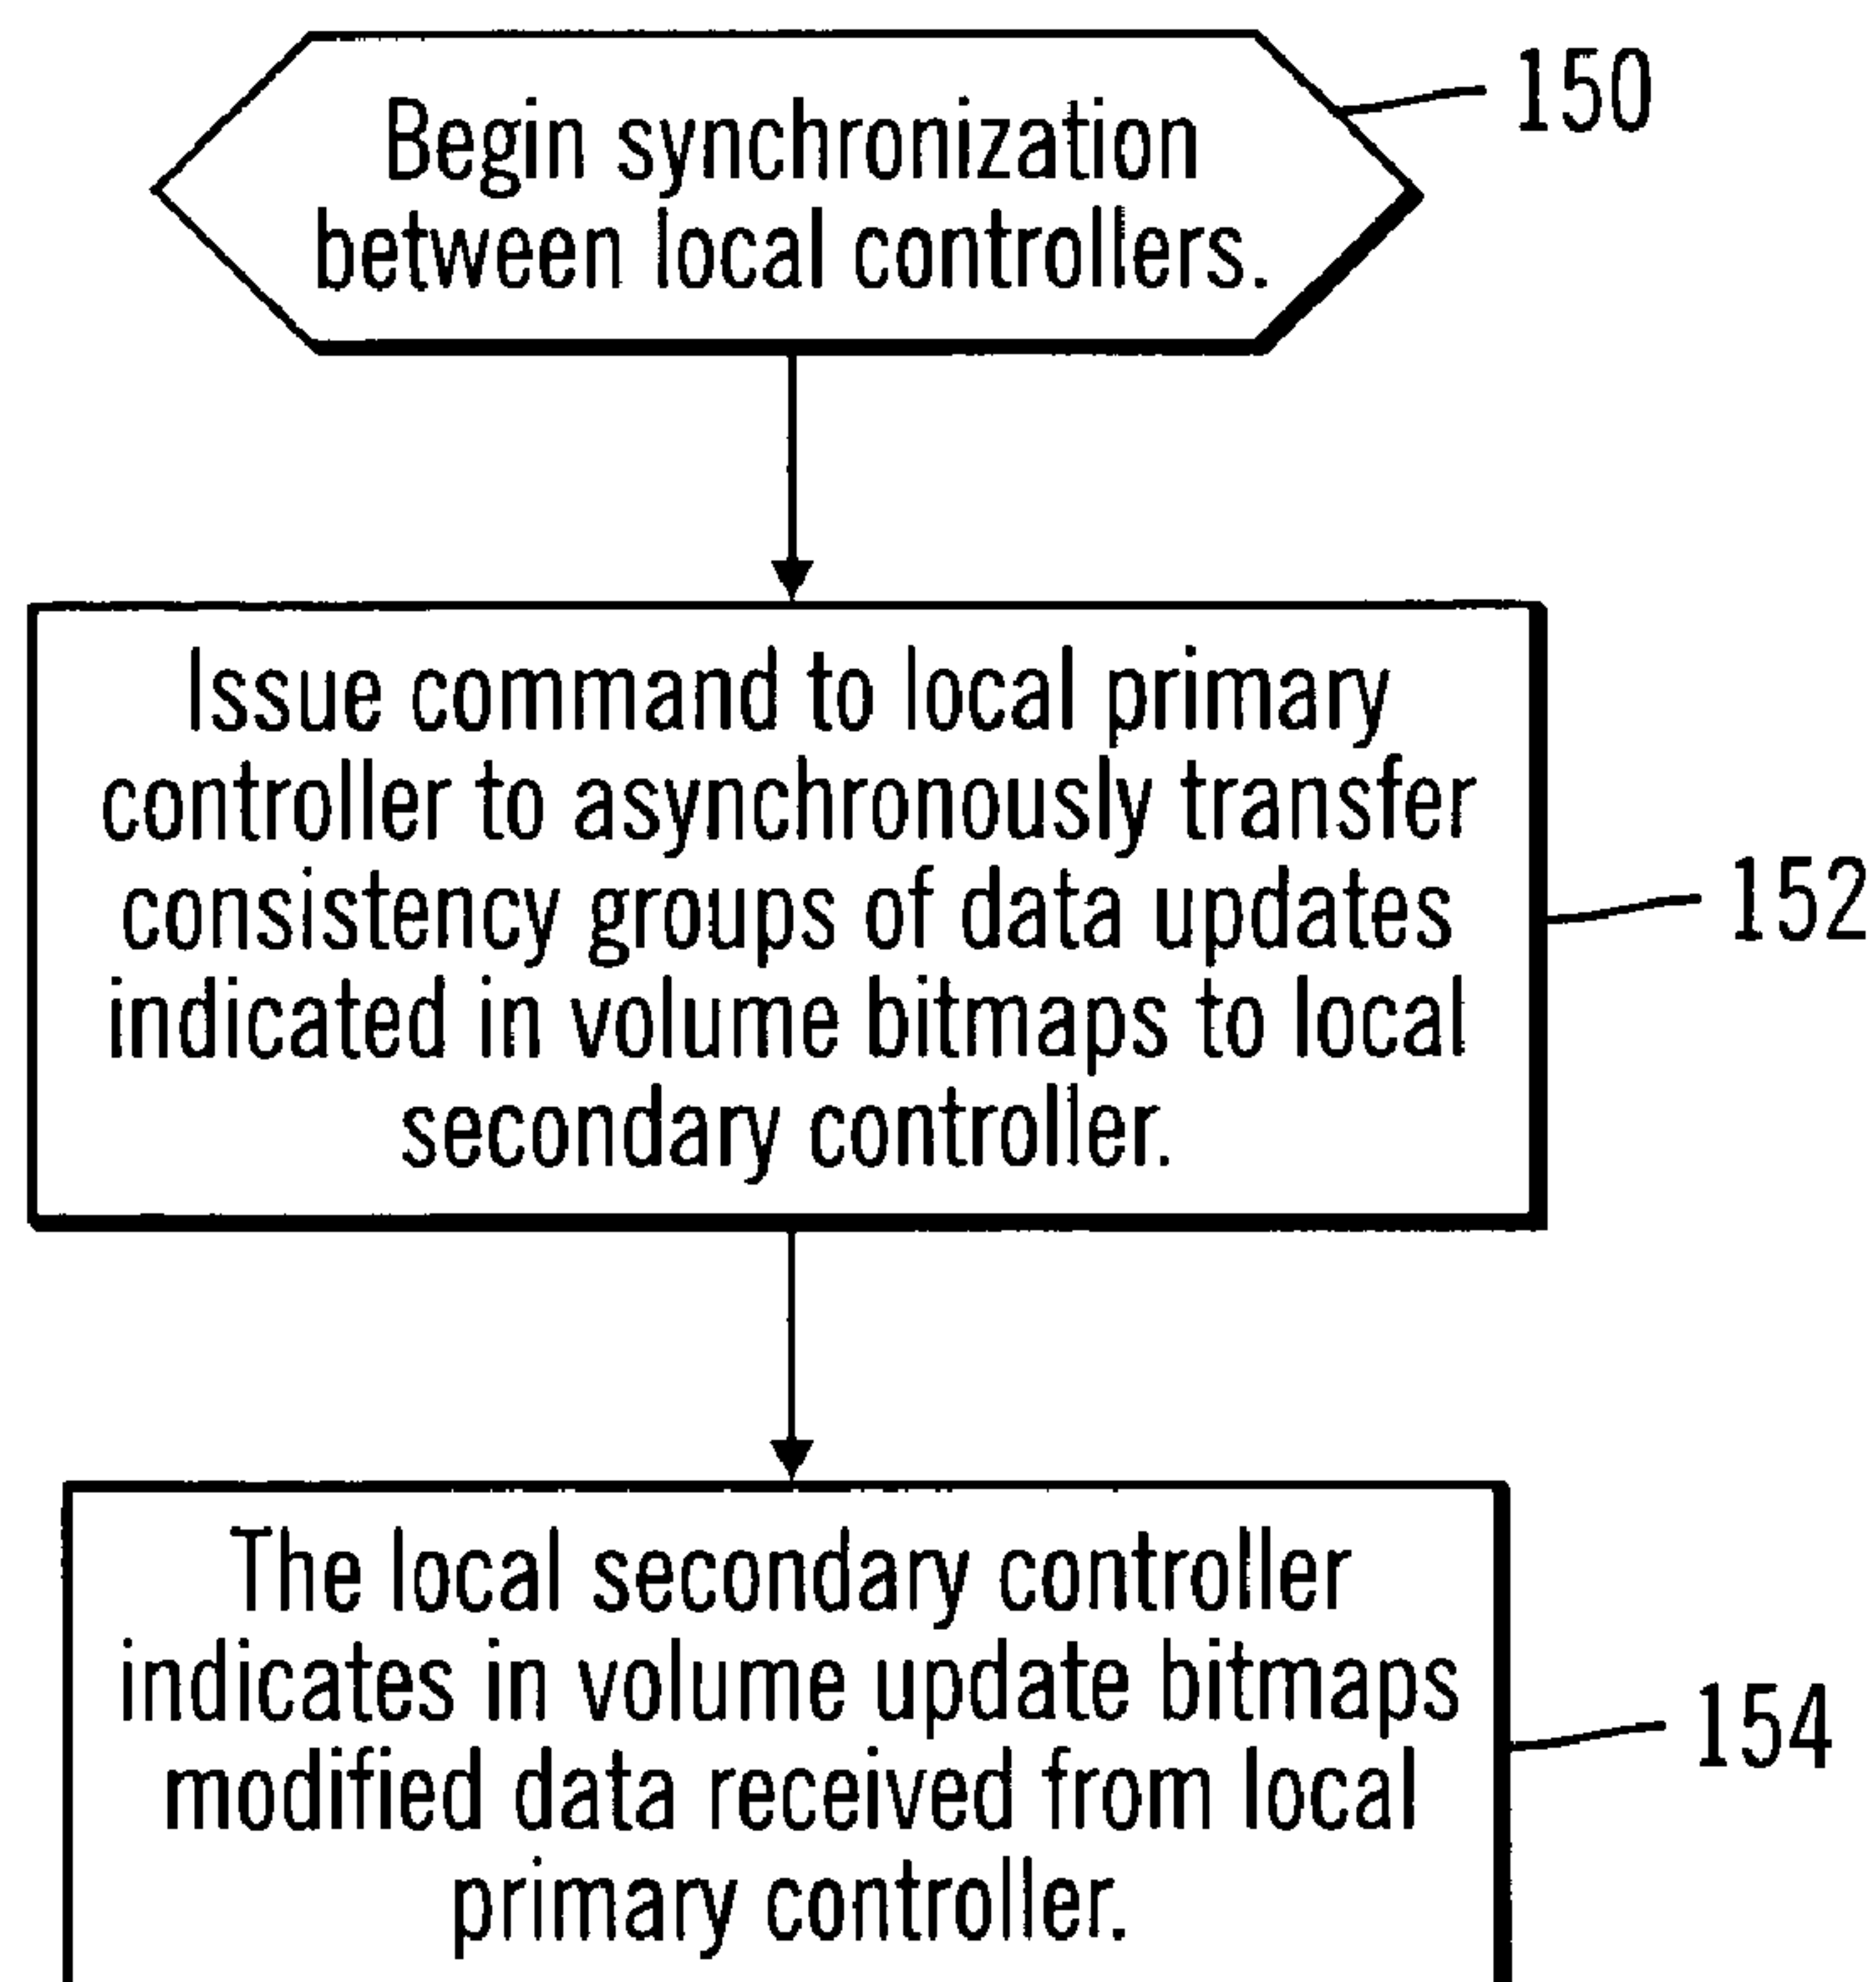 Begin synchronization
between local controllers.
150
Issue command to local primary
controller to asynchronously transfer
consistency groups of data updates
indicated in volume bitmaps to local
secondary controller.
152
The local secondary controller
indicates in volume update bitmaps
modified data received from local
primary controller.
154